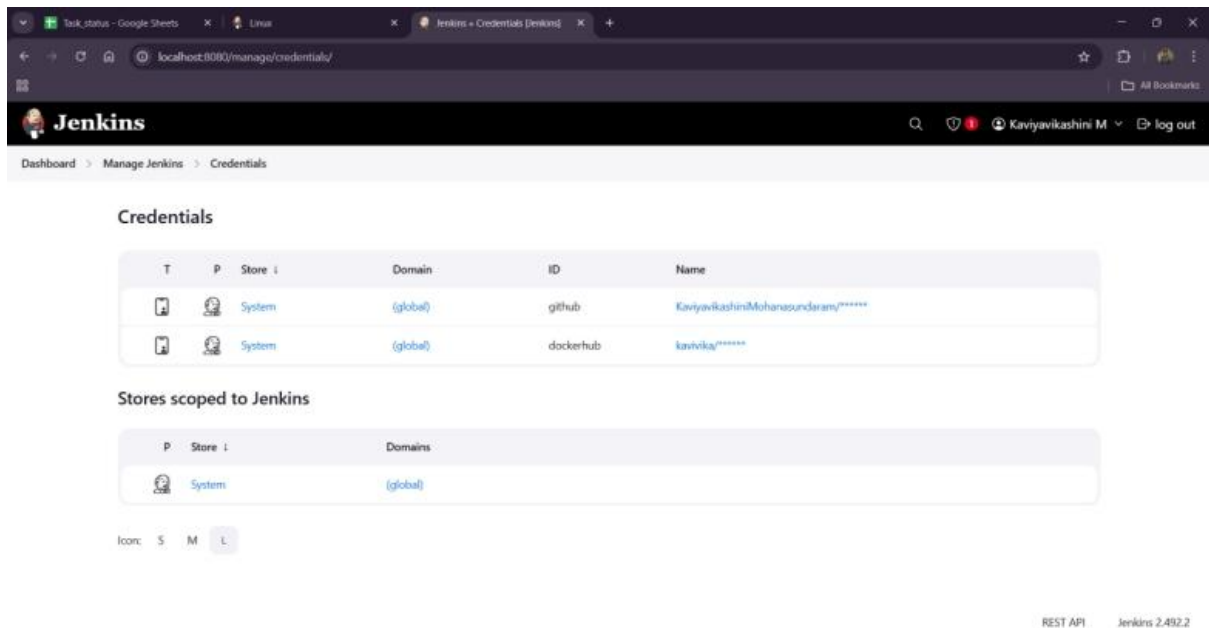 Task_status - Google Sheets
Linux
Jenkins » Credentials [Jenkins]
localhost:8080/manage/credentials/
All Bookmarks
Jenkins
1
Kaviyavikashini M
log out
Dashboard > Manage Jenkins > Credentials
Credentials
T P Store ↓ Domain ID Name
System (global) github KaviyavikashiniMohanasundaram/******
System (global) dockerhub kavivika/******
Stores scoped to Jenkins
P Store ↓ Domains
System (global)
Icon: S M L
REST API Jenkins 2.492.2